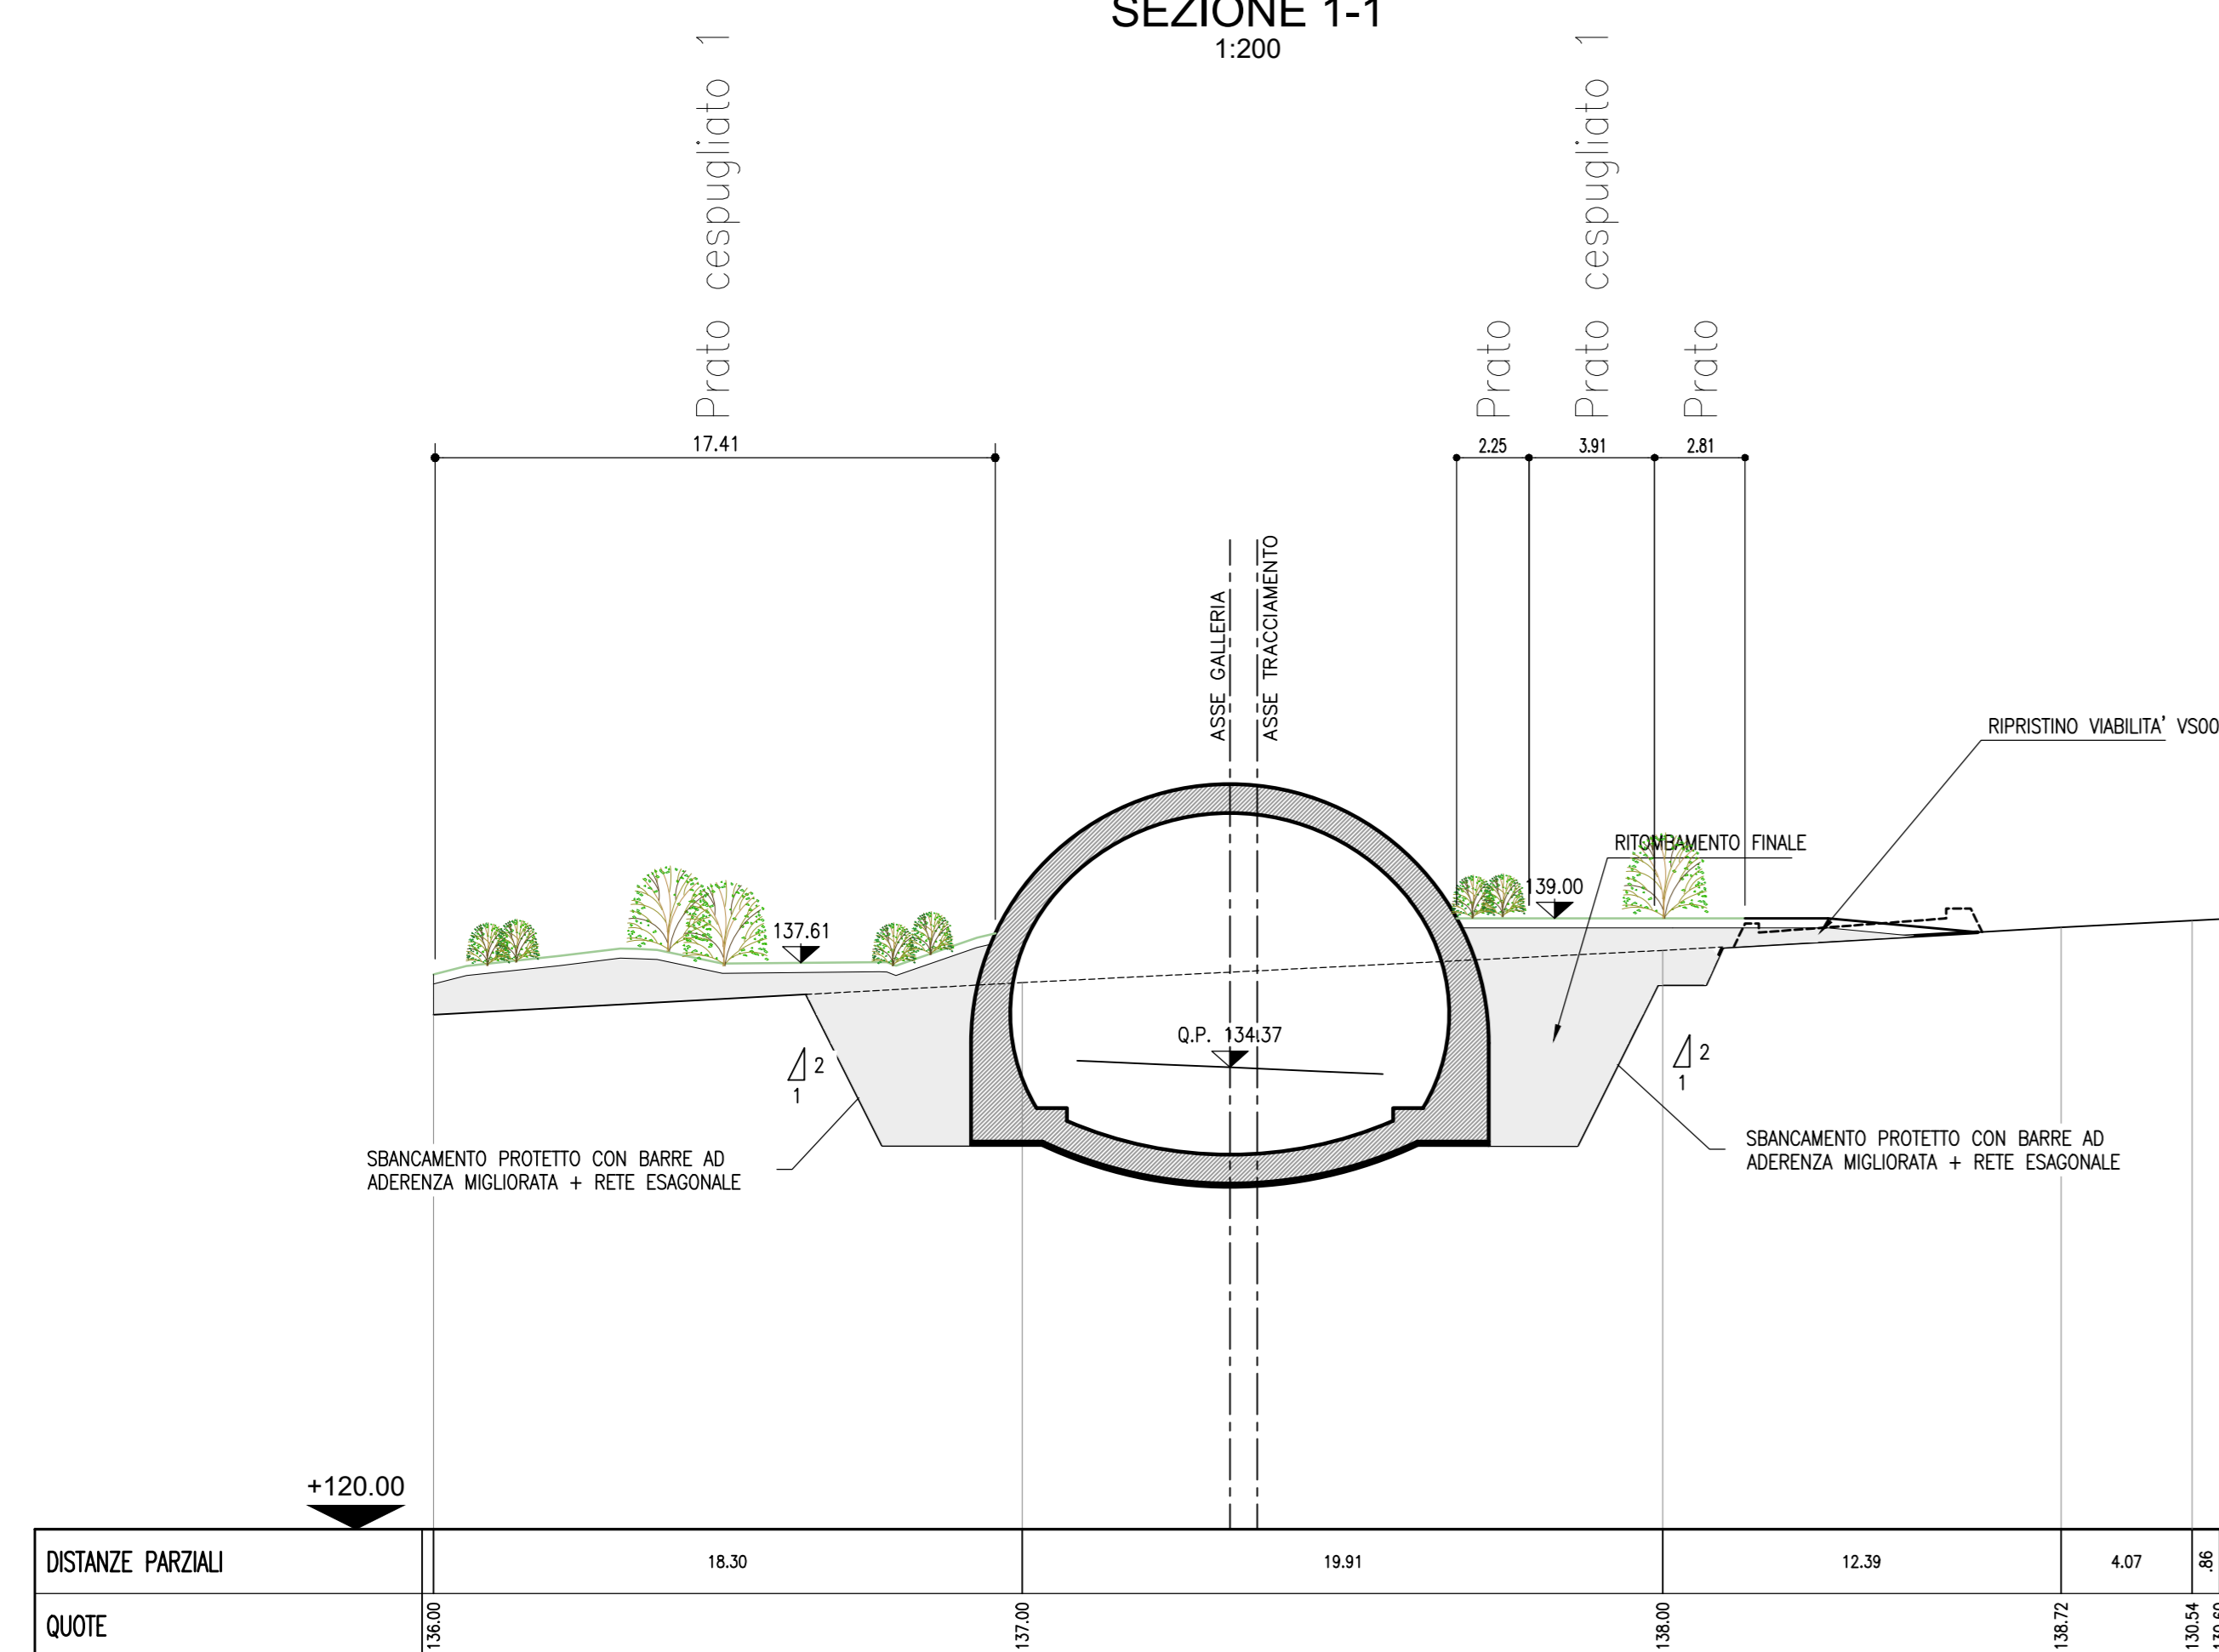 SEZIONE 1-1
1:200
Prato cespugliato 1
Prato
Prato cespugliato 1
Prato
17.41
2.25
3.91
2.81
ASSE GALLERIA
ASSE TRACCIAMENTO
RIPRISTINO VIABILITA' VS00
RITOMBAMENTO FINALE
139.00
137.61
Q.P. 134.37
2
1
2
1
SBANCAMENTO PROTETTO CON BARRE AD
ADERENZA MIGLIORATA + RETE ESAGONALE
SBANCAMENTO PROTETTO CON BARRE AD
ADERENZA MIGLIORATA + RETE ESAGONALE
+120.00
DISTANZE PARZIALI
18.30
19.91
12.39
4.07
.86
QUOTE
136.00
137.00
138.00
138.72
130.54